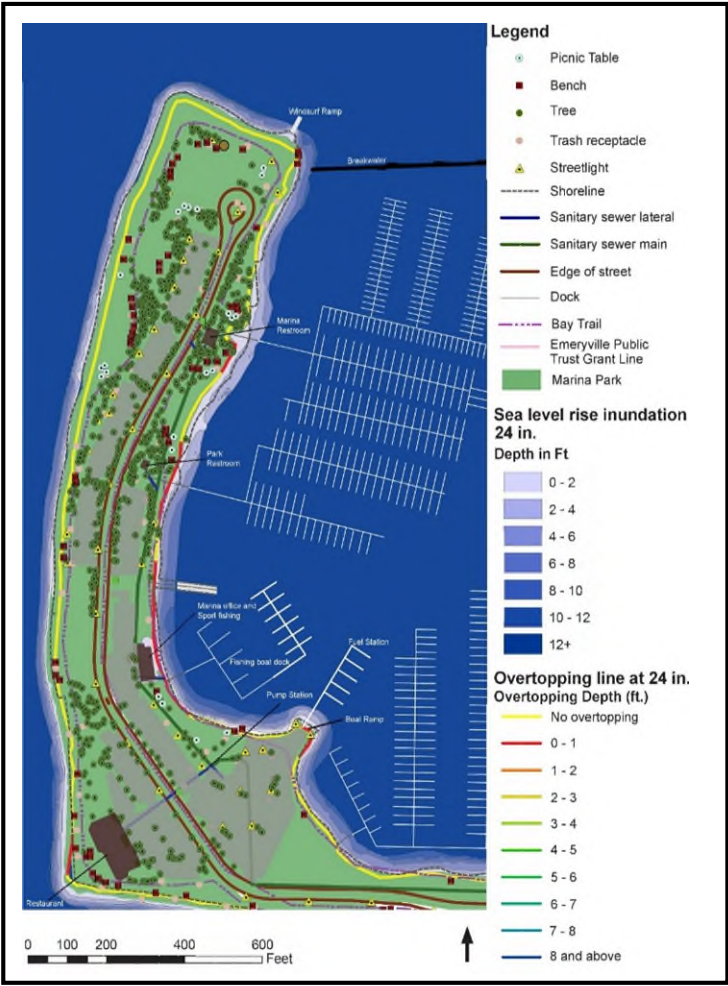 Windsurf Ramp
Breakwater
Marina
Restroom
Park
Restroom
Marina office and
Sport fishing
Fishing boat dock
Fuel Station
Pump Station
Boat Ramp
Restaurant
0 100 200 400 600
Feet
Legend
Picnic Table
Bench
Tree
Trash receptacle
Streetlight
Shoreline
Sanitary sewer lateral
Sanitary sewer main
Edge of street
Dock
Bay Trail
Emeryville Public
Trust Grant Line
Marina Park
Sea level rise inundation
24 in.
Depth in Ft
0 - 2
2 - 4
4 - 6
6 - 8
8 - 10
10 - 12
12+
Overtopping line at 24 in.
Overtopping Depth (ft.)
No overtopping
0 - 1
1 - 2
2 - 3
3 - 4
4 - 5
5 - 6
6 - 7
7 - 8
8 and above